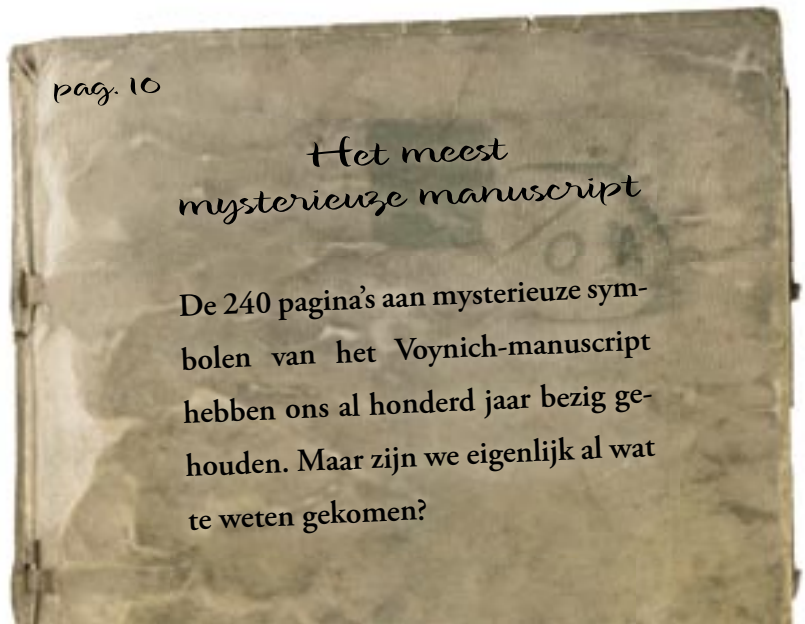 pag. 10
Het meest
mysterieuze manuscript
De 240 pagina's aan mysterieuze sym-
bolen van het Voynich-manuscript
hebben ons al honderd jaar bezig ge-
houden. Maar zijn we eigenlijk al wat
te weten gekomen?